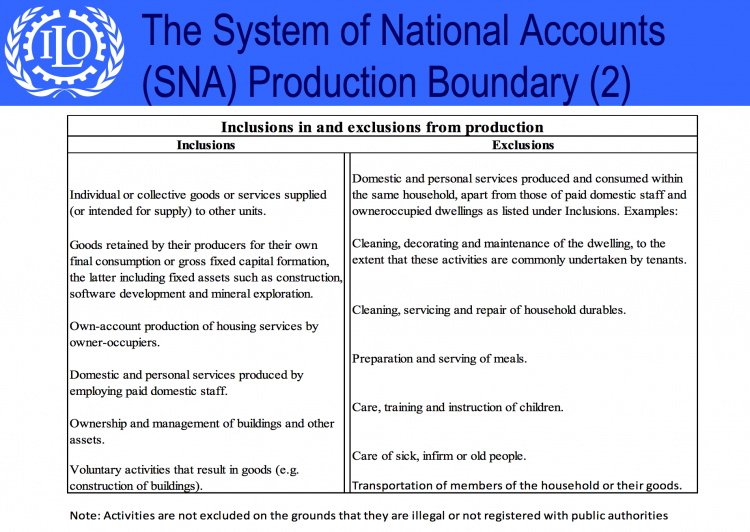 ILO
The System of National Accounts
(SNA) Production Boundary (2)
Inclusions in and exclusions from production
Inclusions
Exclusions
Individual or collective goods or services supplied
(or intended for supply) to other units.
Goods retained by their producers for their own
final consumption or gross fixed capital formation,
the latter including fixed assets such as construction,
software development and mineral exploration.
Own-account production of housing services by
owner-occupiers.
Domestic and personal services produced by
employing paid domestic staff.
Ownership and management of buildings and other
assets.
Voluntary activities that result in goods (e.g.
construction of buildings).
Domestic and personal services produced and consumed within
the same household, apart from those of paid domestic staff and
owneroccupied dwellings as listed under Inclusions. Examples:
Cleaning, decorating and maintenance of the dwelling, to the
extent that these activities are commonly undertaken by tenants.
Cleaning, servicing and repair of household durables.
Preparation and serving of meals.
Care, training and instruction of children.
Care of sick, infirm or old people.
Transportation of members of the household or their goods.
Note: Activities are not excluded on the grounds that they are illegal or not registered with public authorities